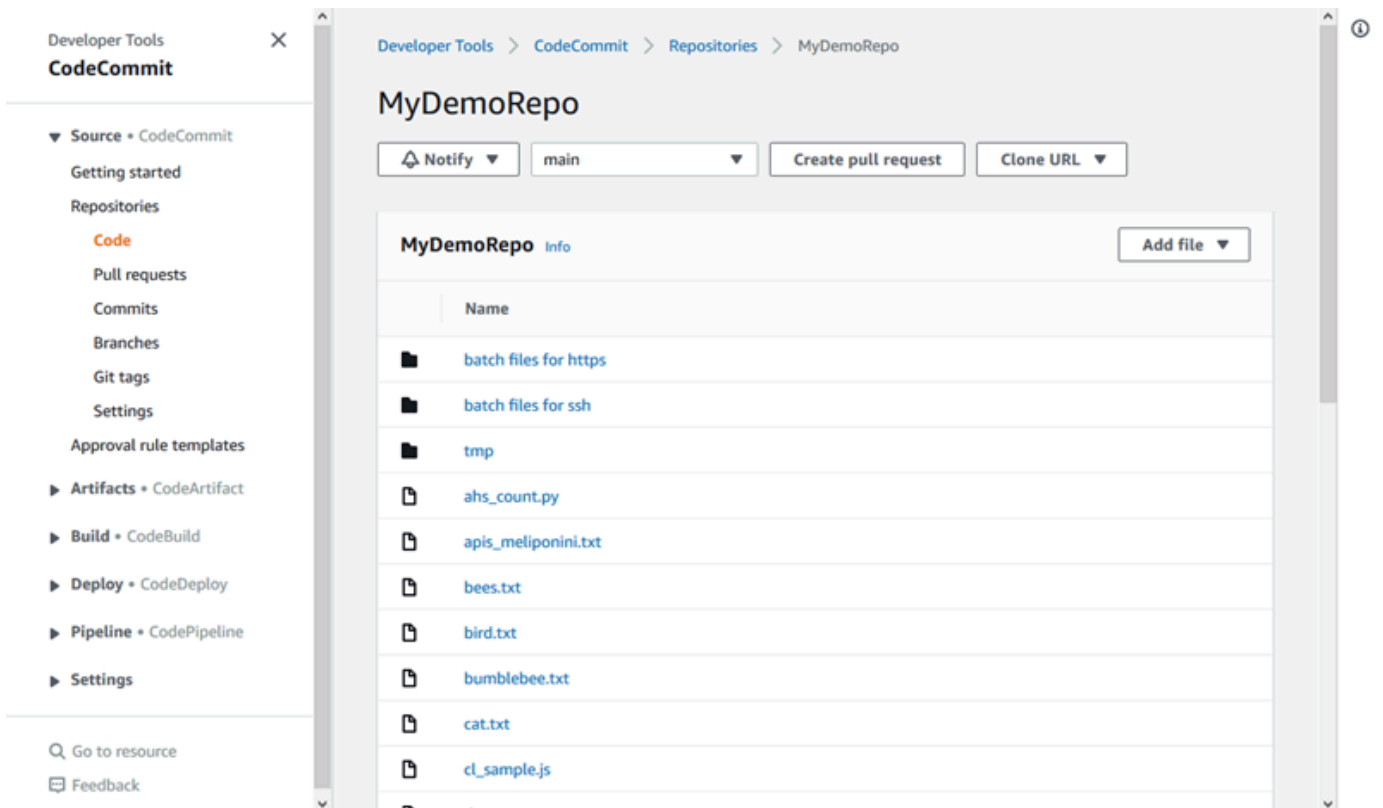 Developer Tools
CodeCommit
Source • CodeCommit
Getting started
Repositories
Code
Pull requests
Commits
Branches
Git tags
Settings
Approval rule templates
Artifacts • CodeArtifact
Build • CodeBuild
Deploy • CodeDeploy
Pipeline • CodePipeline
Settings
Go to resource
Feedback
Developer Tools > CodeCommit > Repositories > MyDemoRepo
MyDemoRepo
Notify main Create pull request Clone URL
MyDemoRepo Info Add file
Name
batch files for https
batch files for ssh
tmp
ahs_count.py
apis_meliponini.txt
bees.txt
bird.txt
bumblebee.txt
cat.txt
cl_sample.js